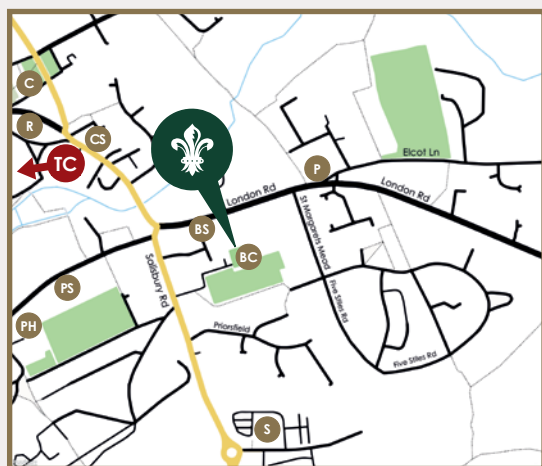 C
R
CS
TC
Elcot Ln
P
London Rd
London Rd
BS
St Margarets Mead
BC
Salisbury Rd
PS
Five Stiles Rd
PH
Priorsfield
Five Stiles Rd
S